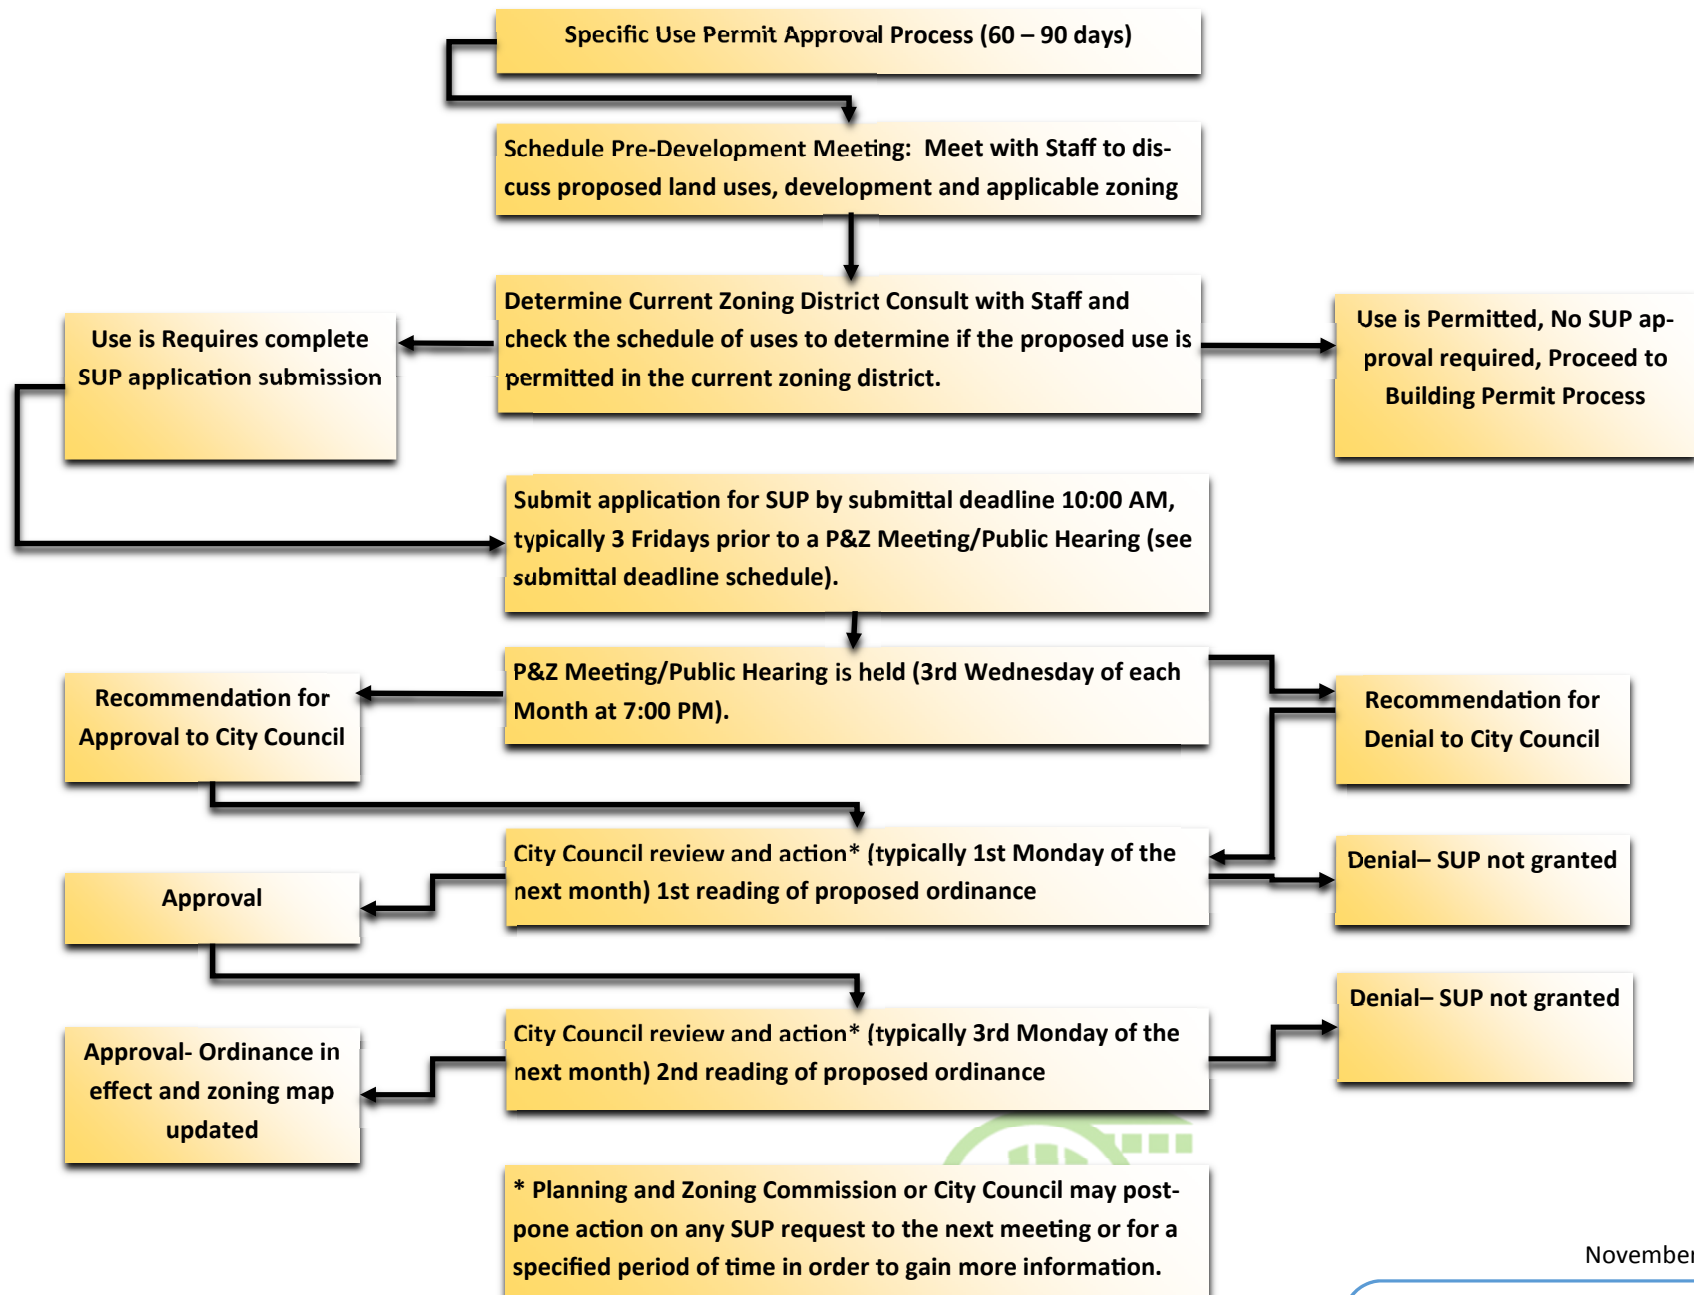 Specific Use Permit Approval Process (60 – 90 days)
Schedule Pre-Development Meeting:  Meet with Staff to dis-
cuss proposed land uses, development and applicable zoning
Determine Current Zoning District Consult with Staff and
check the schedule of uses to determine if the proposed use is
permitted in the current zoning district.
Use is Requires complete
SUP application submission
Use is Permitted, No SUP ap-
proval required, Proceed to
Building Permit Process
Submit application for SUP by submittal deadline 10:00 AM,
typically 3 Fridays prior to a P&Z Meeting/Public Hearing (see
submittal deadline schedule).
P&Z Meeting/Public Hearing is held (3rd Wednesday of each
Month at 7:00 PM).
Recommendation for
Approval to City Council
Recommendation for
Denial to City Council
City Council review and action* (typically 1st Monday of the
next month) 1st reading of proposed ordinance
Denial– SUP not granted
Approval
City Council review and action* (typically 3rd Monday of the
next month) 2nd reading of proposed ordinance
Denial– SUP not granted
Approval- Ordinance in
effect and zoning map
updated
* Planning and Zoning Commission or City Council may post-
pone action on any SUP request to the next meeting or for a
specified period of time in order to gain more information.
November